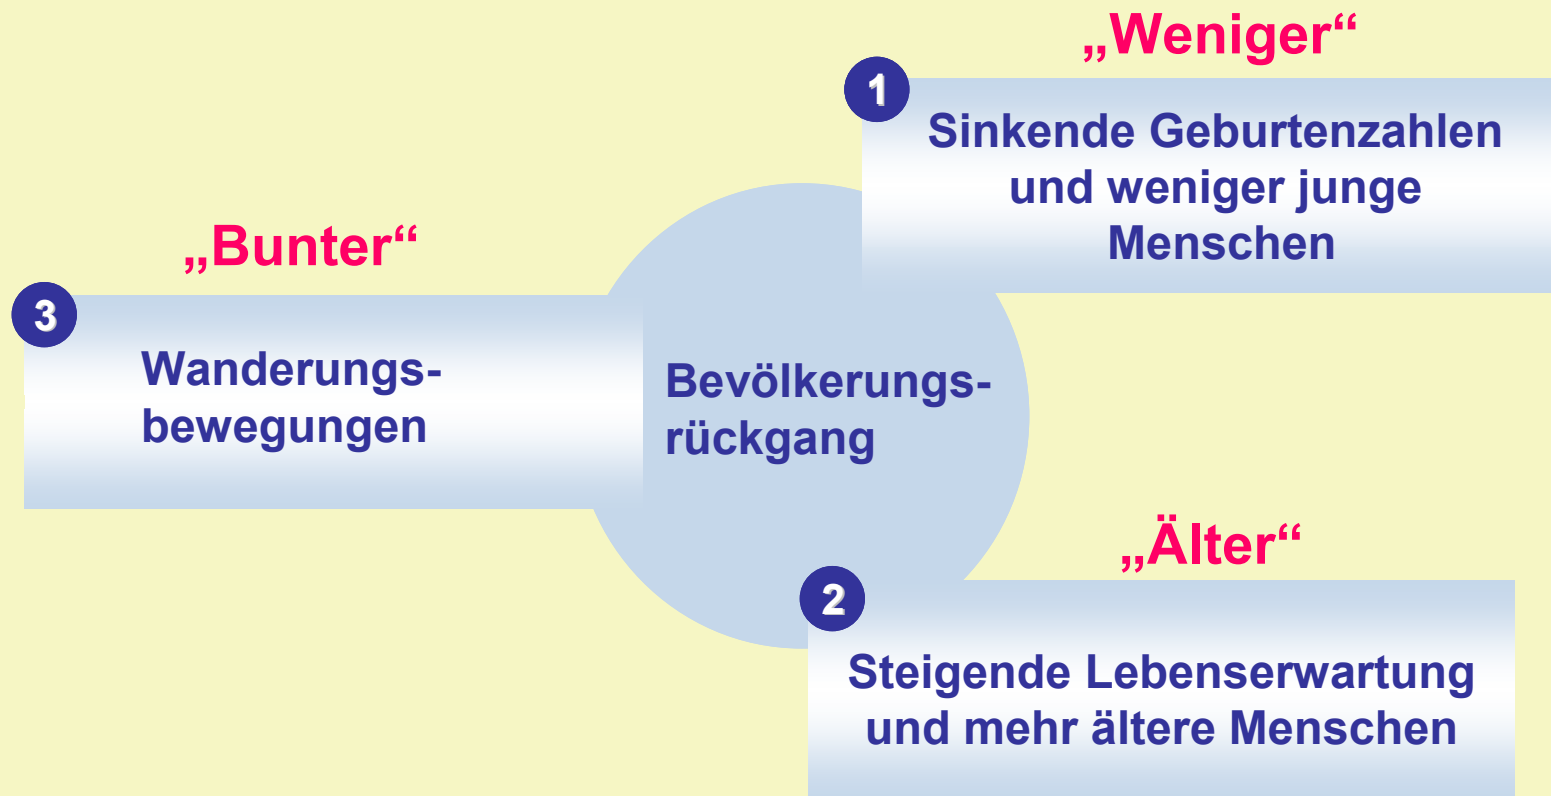 „Weniger“
1
Sinkende Geburtenzahlen
und weniger junge
Menschen
„Bunter“
3
Wanderungs-
bewegungen
Bevölkerungs-
rückgang
„Älter“
2
Steigende Lebenserwartung
und mehr ältere Menschen